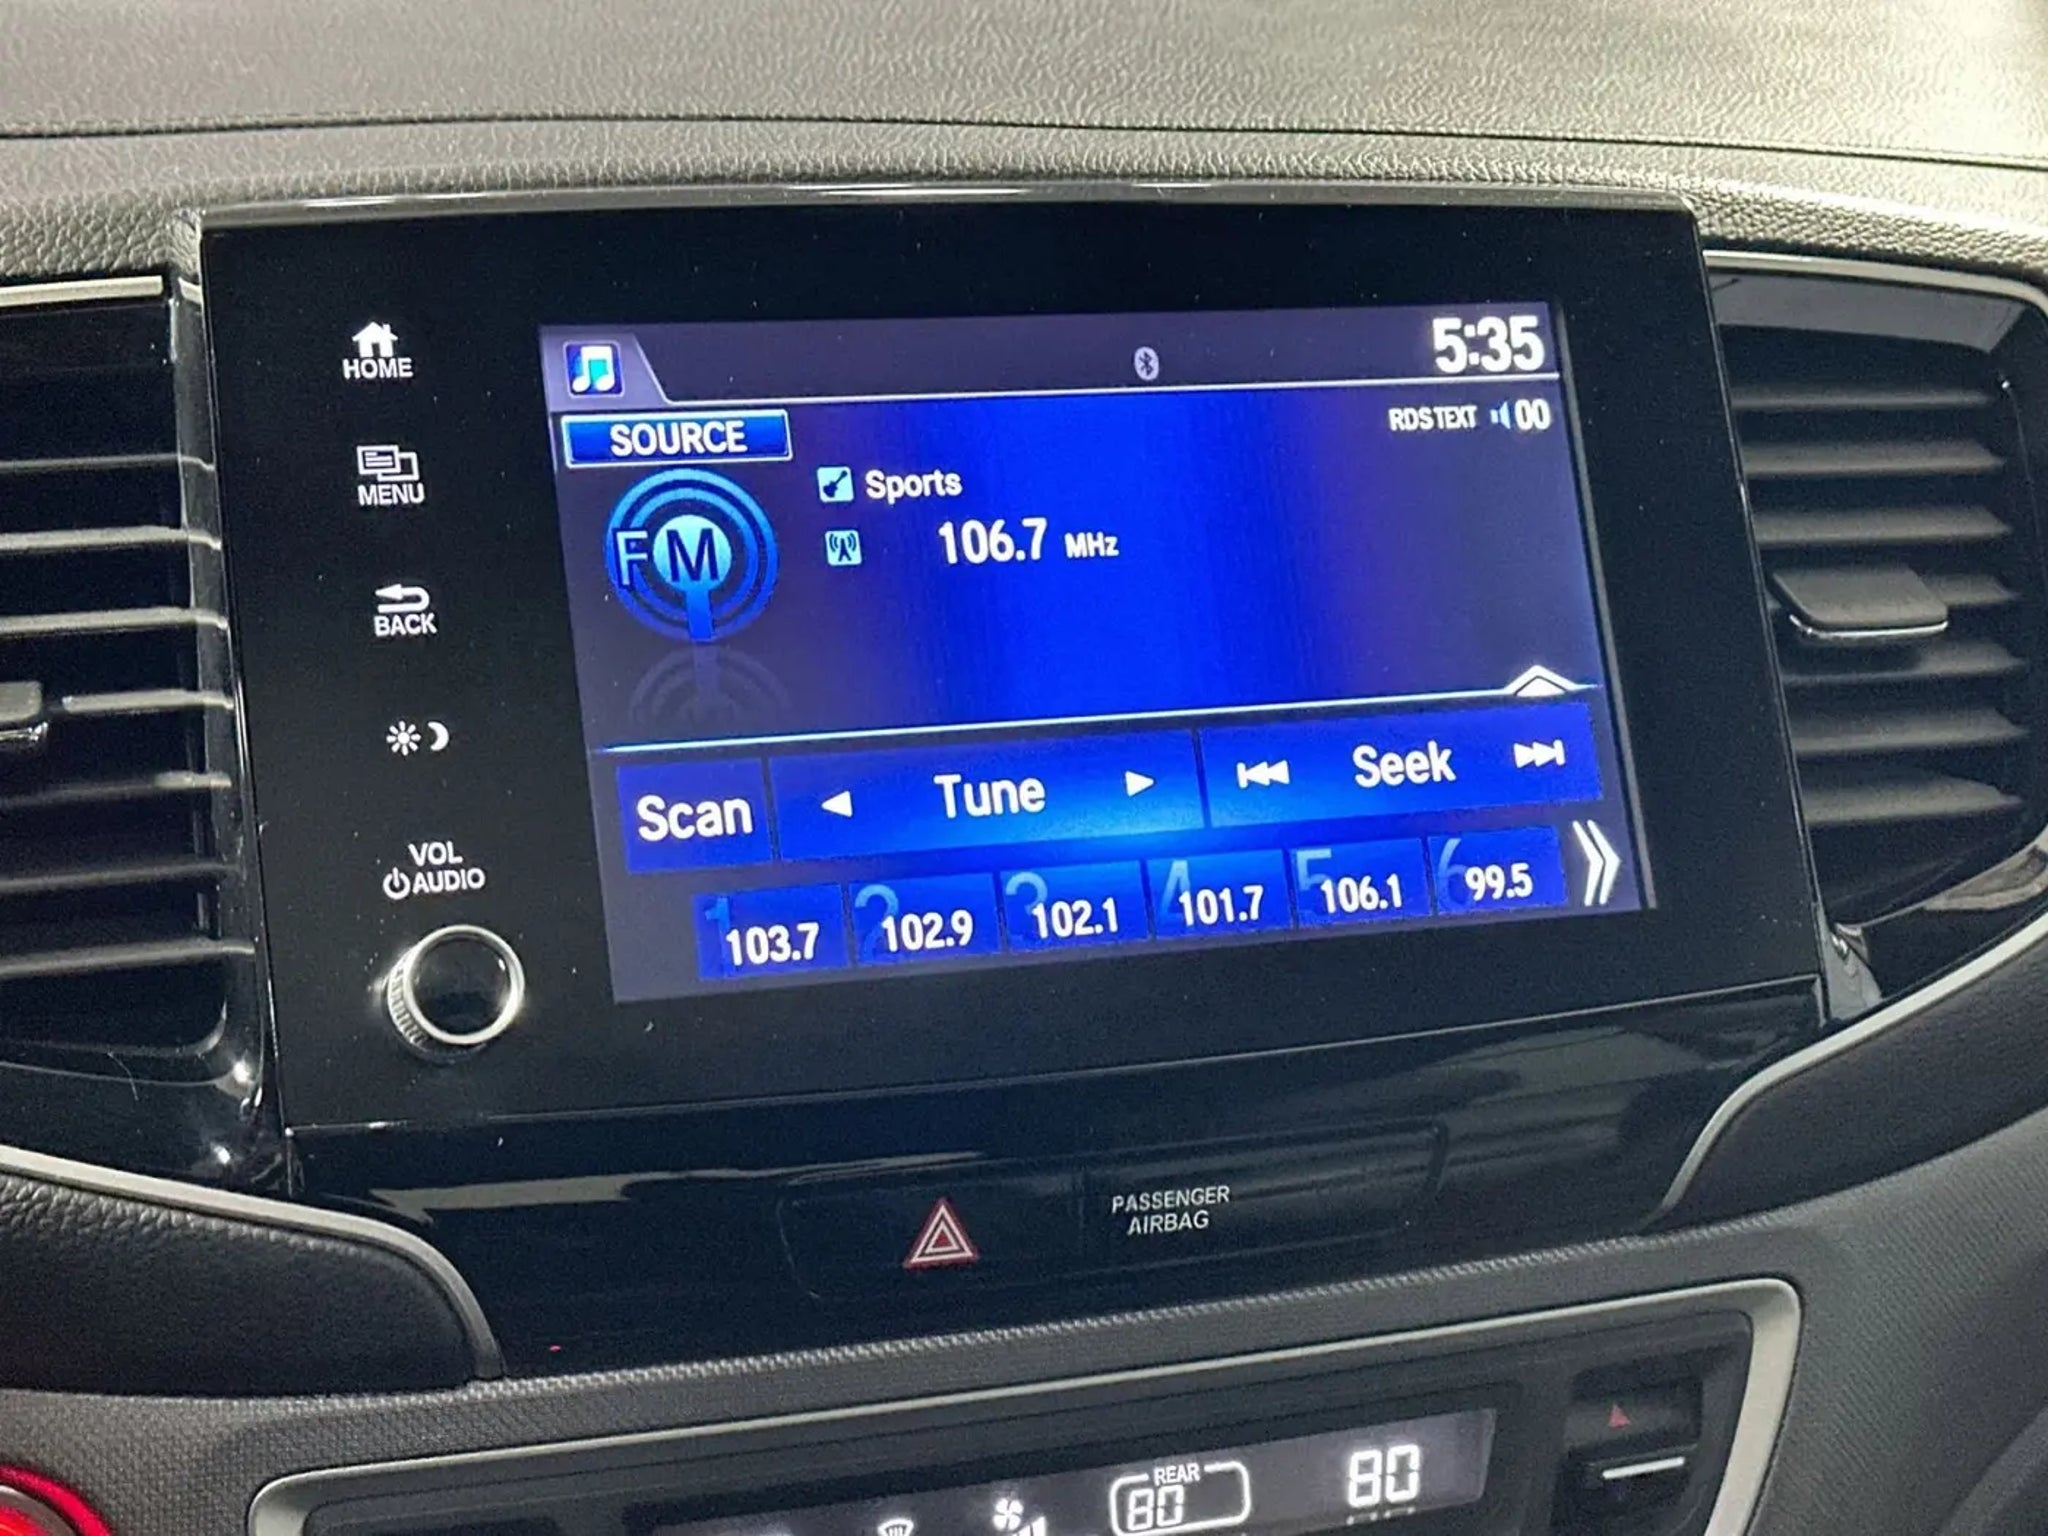 HOME
MENU
BACK
VOL
AUDIO
5:35
RDS TEXT 00
SOURCE
FM
Sports
106.7 MHz
Scan Tune Seek
1 103.7 2 102.9 3 102.1 4 101.7 5 106.1 6 99.5
PASSENGER
AIRBAG
REAR
80 80